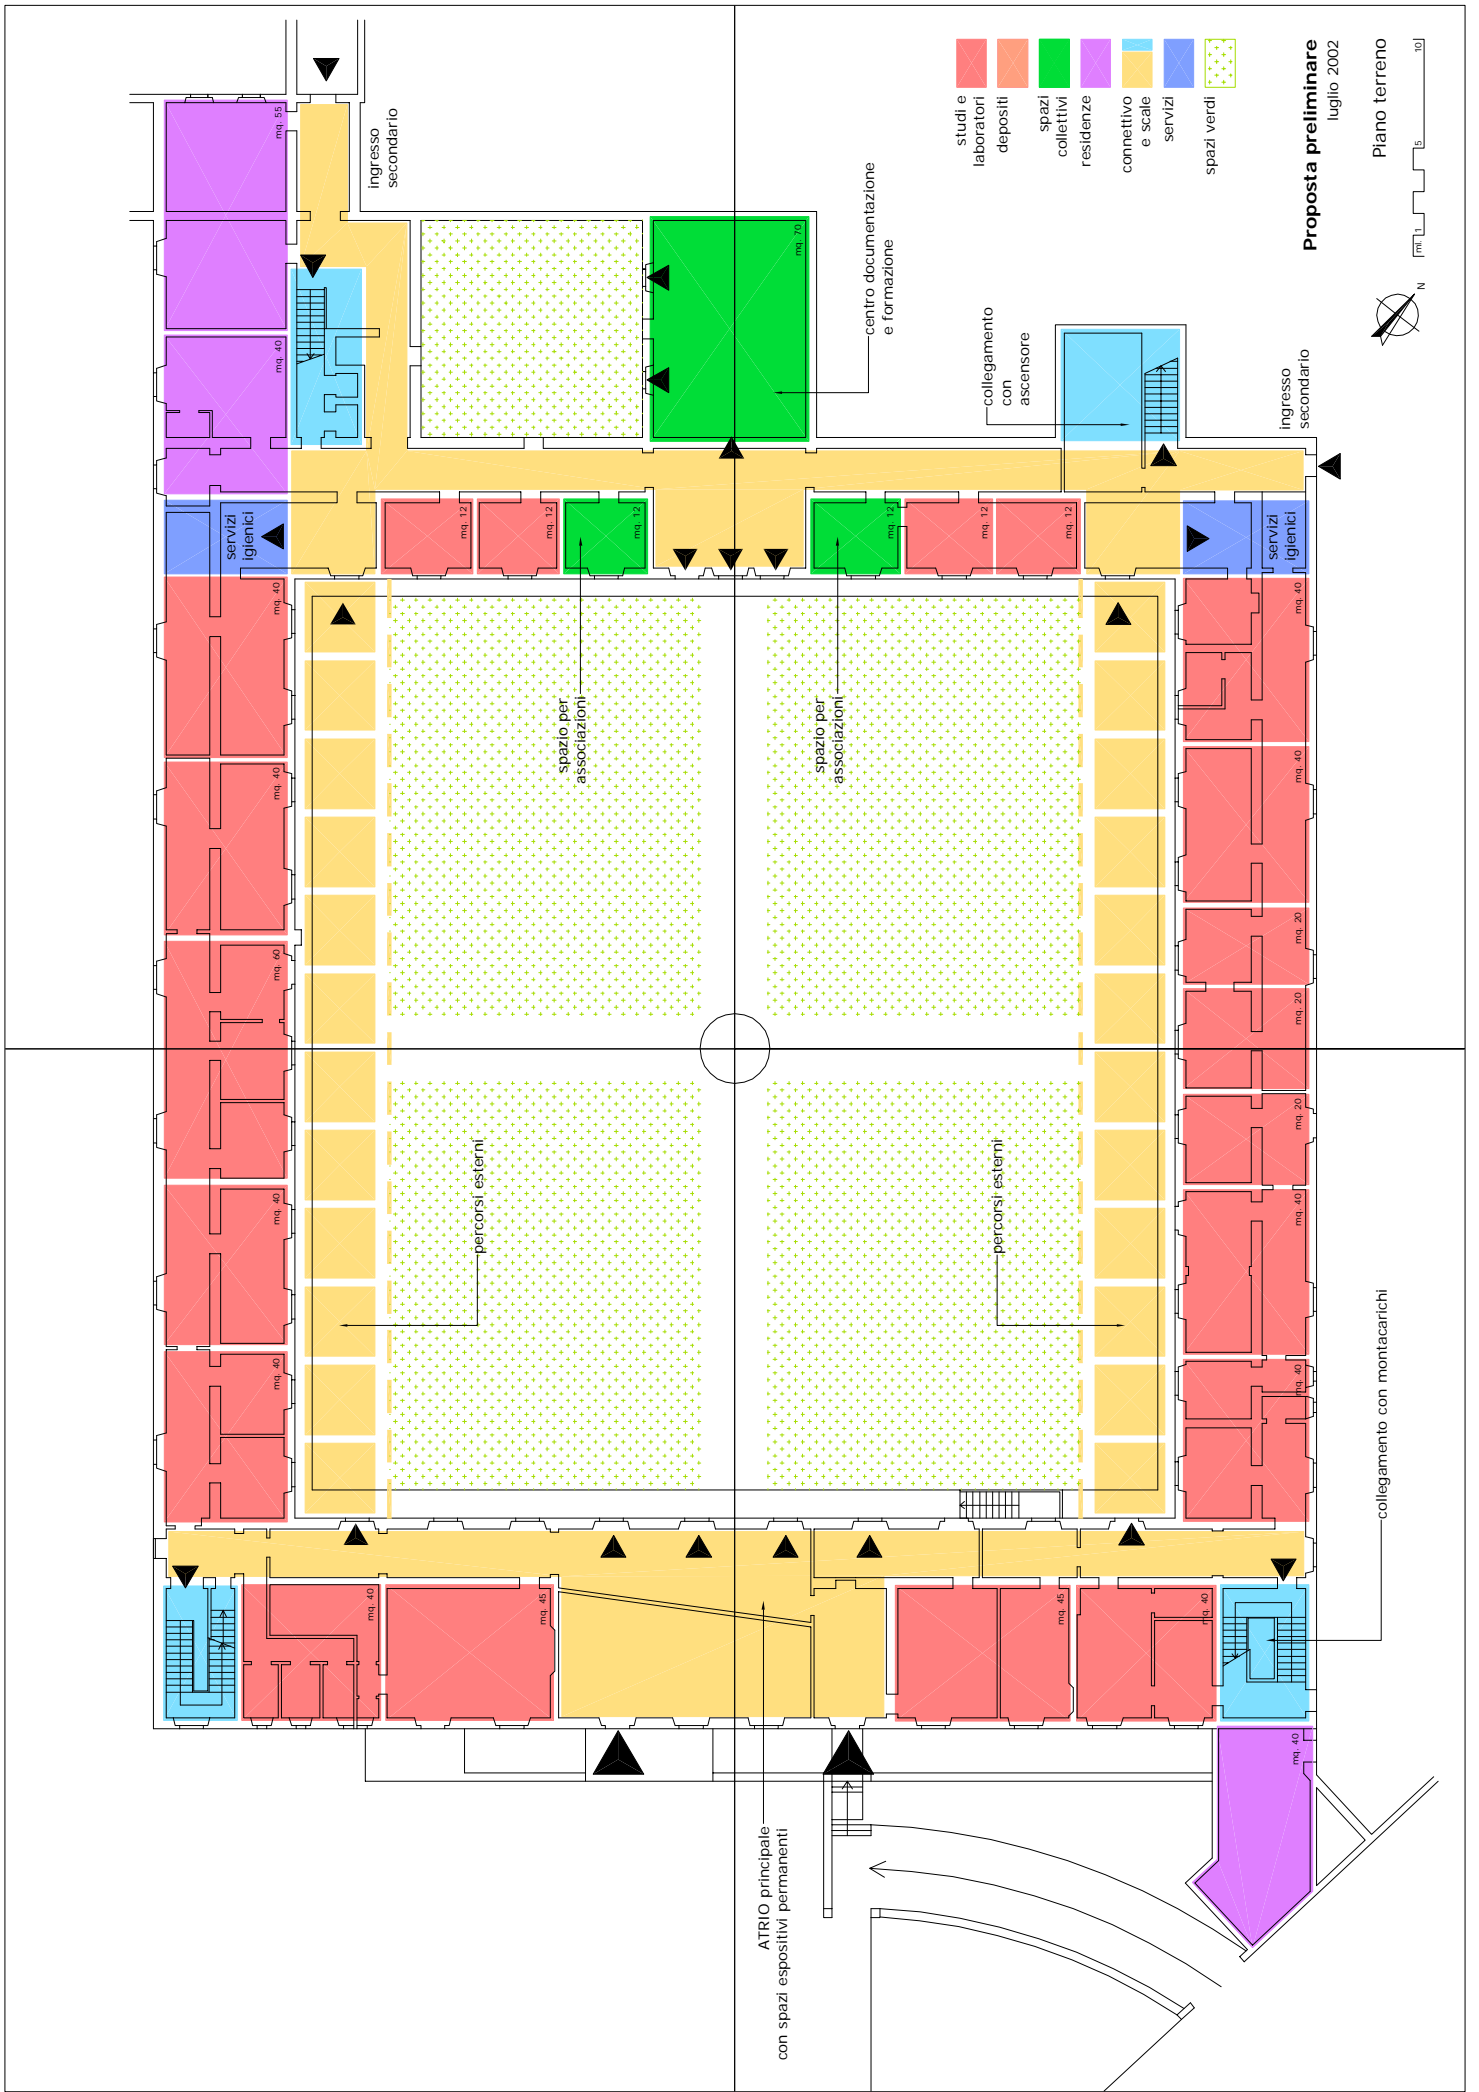 Proposta preliminare
luglio 2002
Piano terreno
ml. 1 5 10
N
studi e
laboratori
depositi
spazi
collettivi
residenze
connettivo
e scale
servizi
spazi verdi
ingresso
secondario
centro documentazione
e formazione
collegamento
con
ascensore
ingresso
secondario
mq. 55
mq. 40
mq. 70
servizi
igienici
mq. 12
mq. 12
mq. 12
mq. 12
mq. 12
mq. 12
servizi
igienici
spazio per
associazioni
spazio per
associazioni
mq. 40
mq. 40
mq. 60
mq. 40
mq. 40
mq. 40
mq. 40
mq. 20
mq. 20
mq. 20
mq. 40
mq. 40
percorsi esterni
percorsi esterni
mq. 40
mq. 45
mq. 45
mq. 40
mq. 40
collegamento con montacarichi
ATRIO principale
con spazi espositivi permanenti